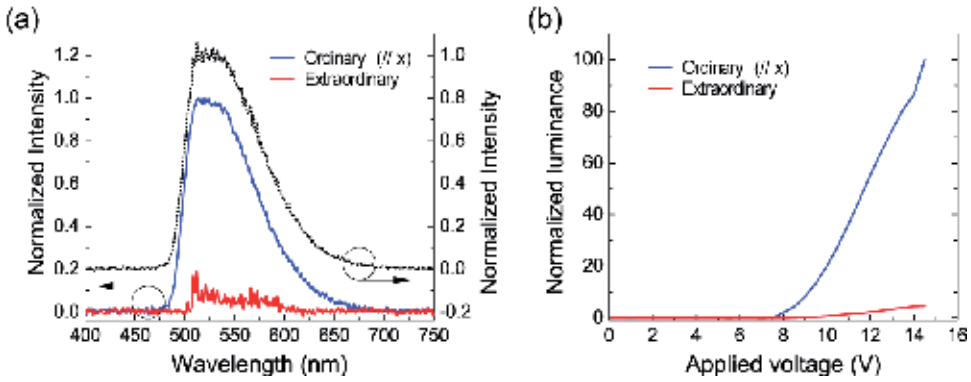 (a)
Normalized Intensity
1.2
1.0
0.8
0.6
0.4
0.2
0.0
Ordinary (// x)
Extraordinary
1.0
0.8
0.6
0.4
0.2
0.0
-0.2
Normalized Intensity
400 450 500 550 600 650 700 750
Wavelength (nm)
(b)
Normalized luminance
100
80
60
40
20
0
Ordinary (// x)
Extraordinary
0 2 4 6 8 10 12 14 16
Applied voltage (V)